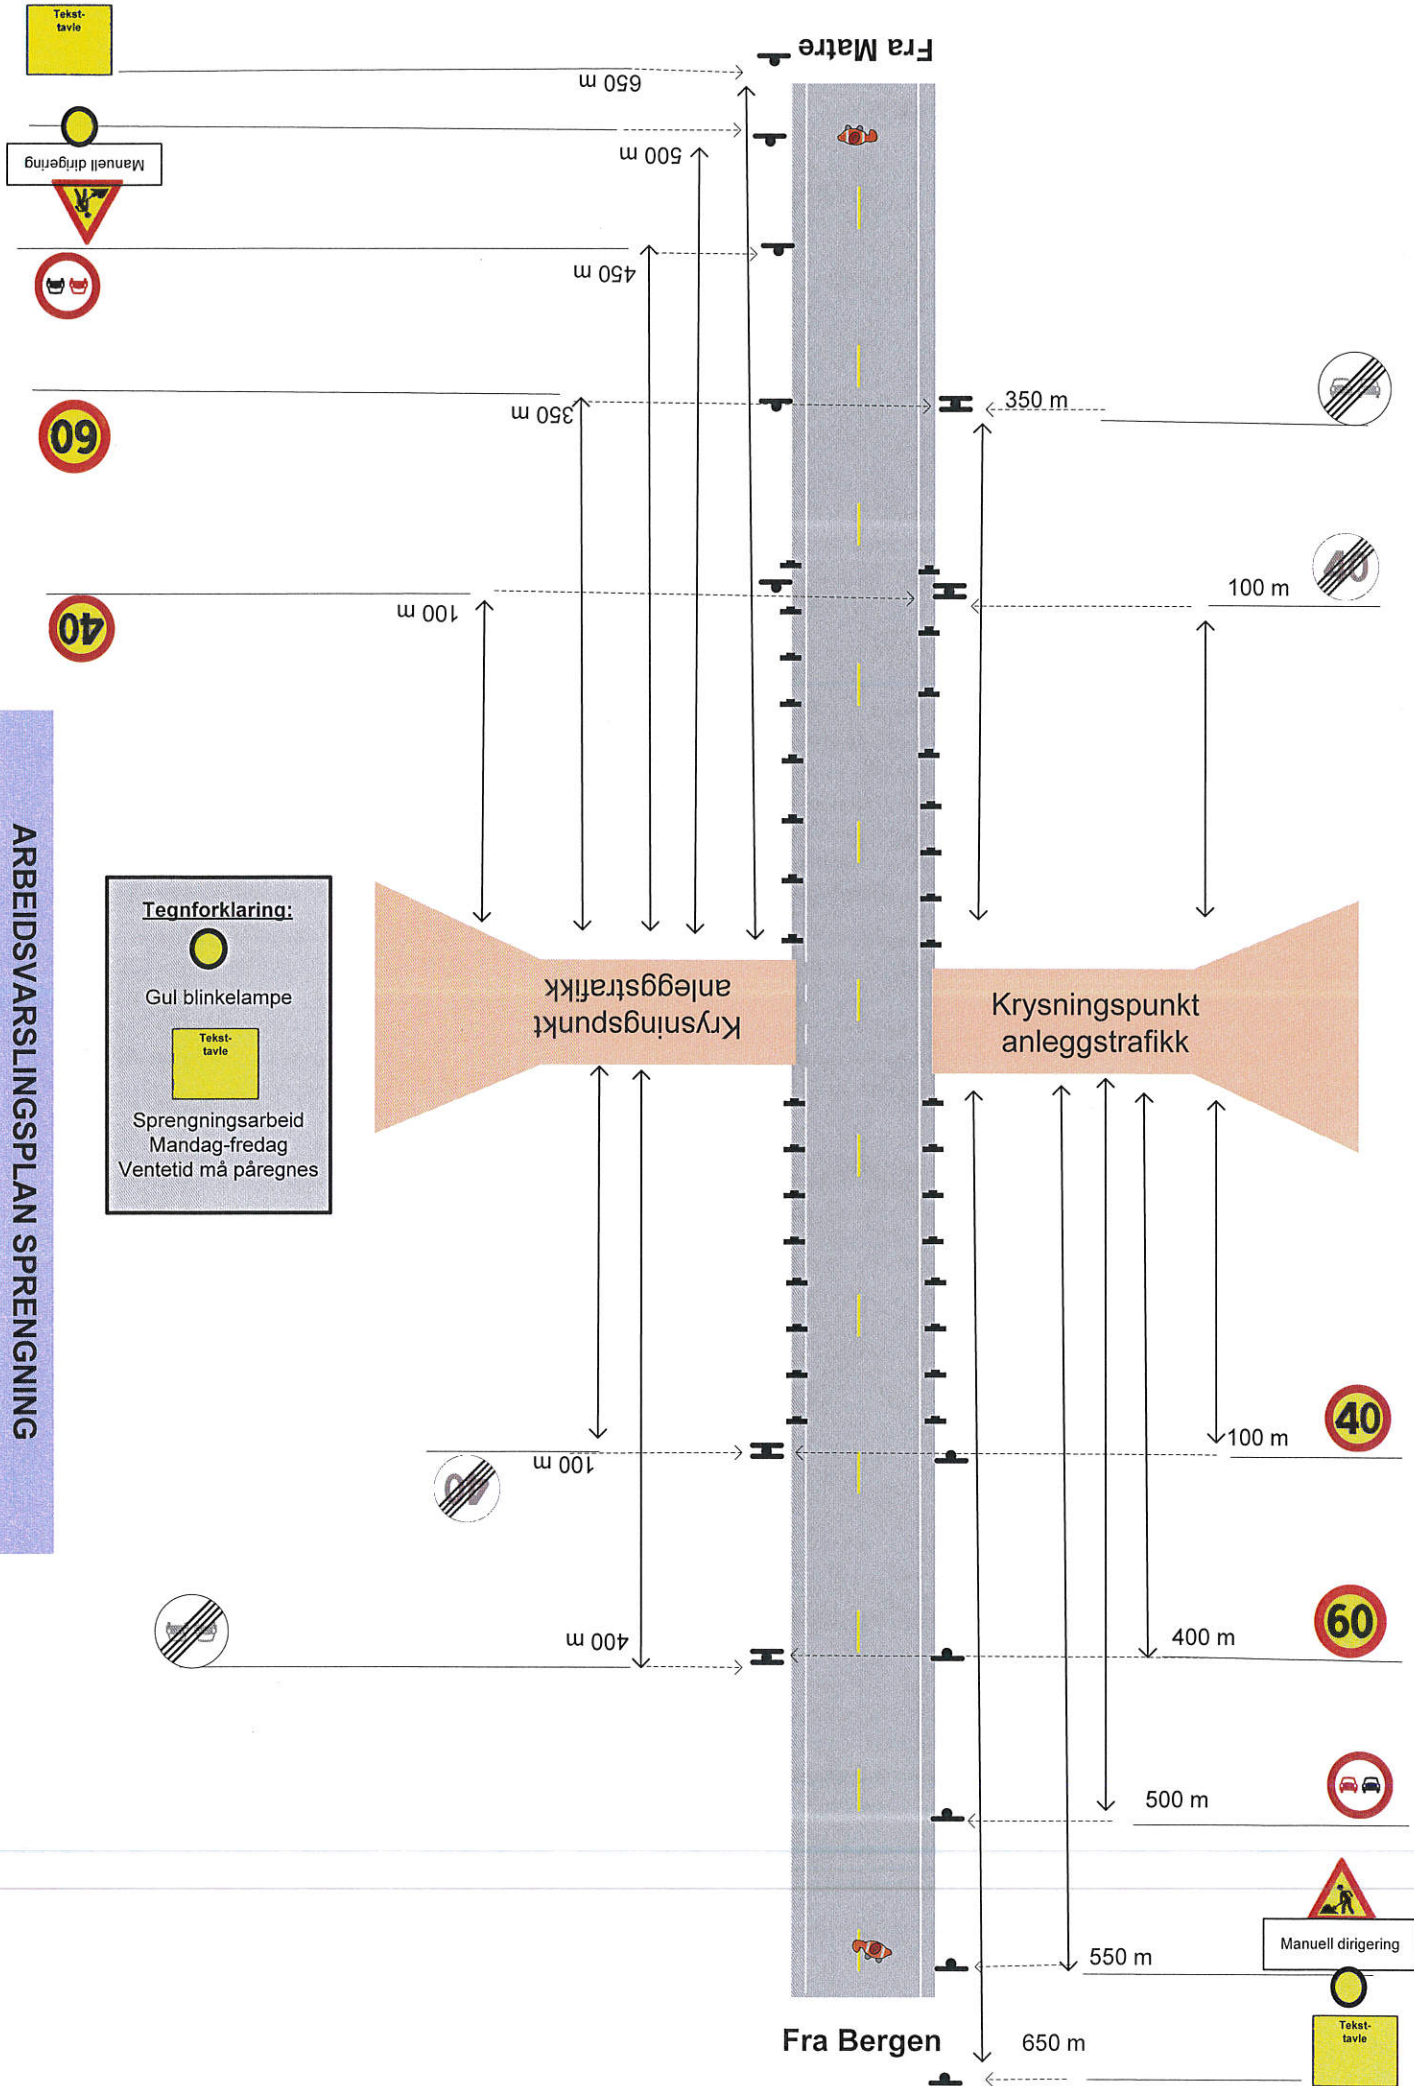 Tekst-
tavle
Fra Matre
650 m
Manuell dirigering
500 m
450 m
60
350 m
350 m
40
100 m
40
100 m
ARBEIDSVARSLINGSPLAN SPRENGNING
Tegnforklaring:
Gul blinkelampe
Tekst-
tavle
Sprengningsarbeid
Mandag-fredag
Ventetid må påregnes
Krysningspunkt
anleggstrafikk
Krysningspunkt
anleggstrafikk
40
100 m
100 m
40
60
400 m
400 m
500 m
Manuell dirigering
550 m
Tekst-
tavle
Fra Bergen
650 m